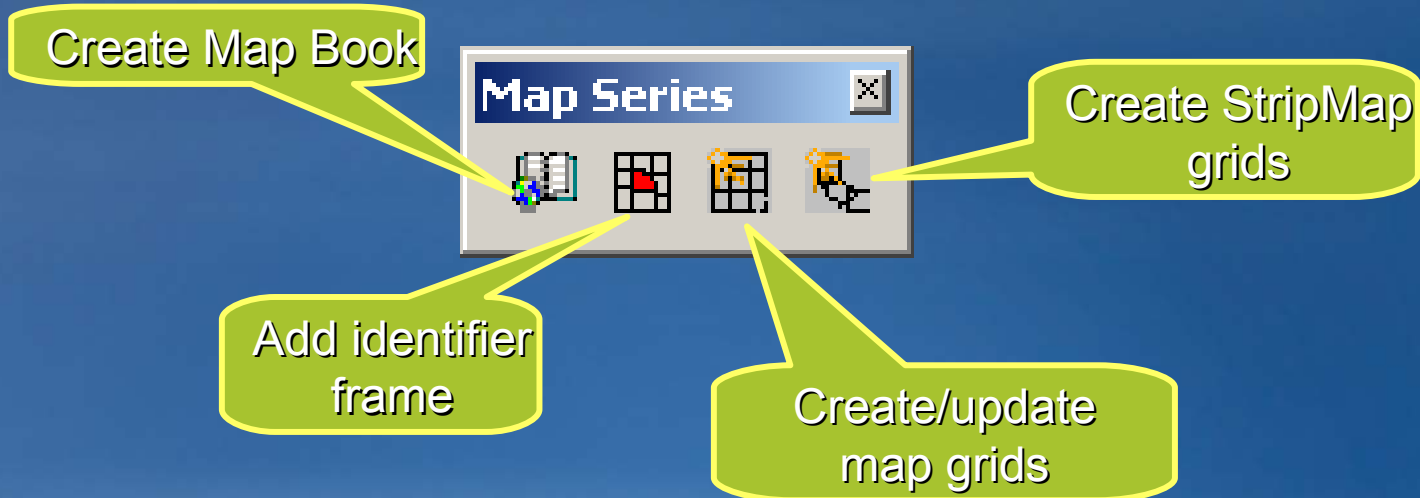 Create Map Book
Map Series
Create StripMap
grids
Add identifier
frame
Create/update
map grids